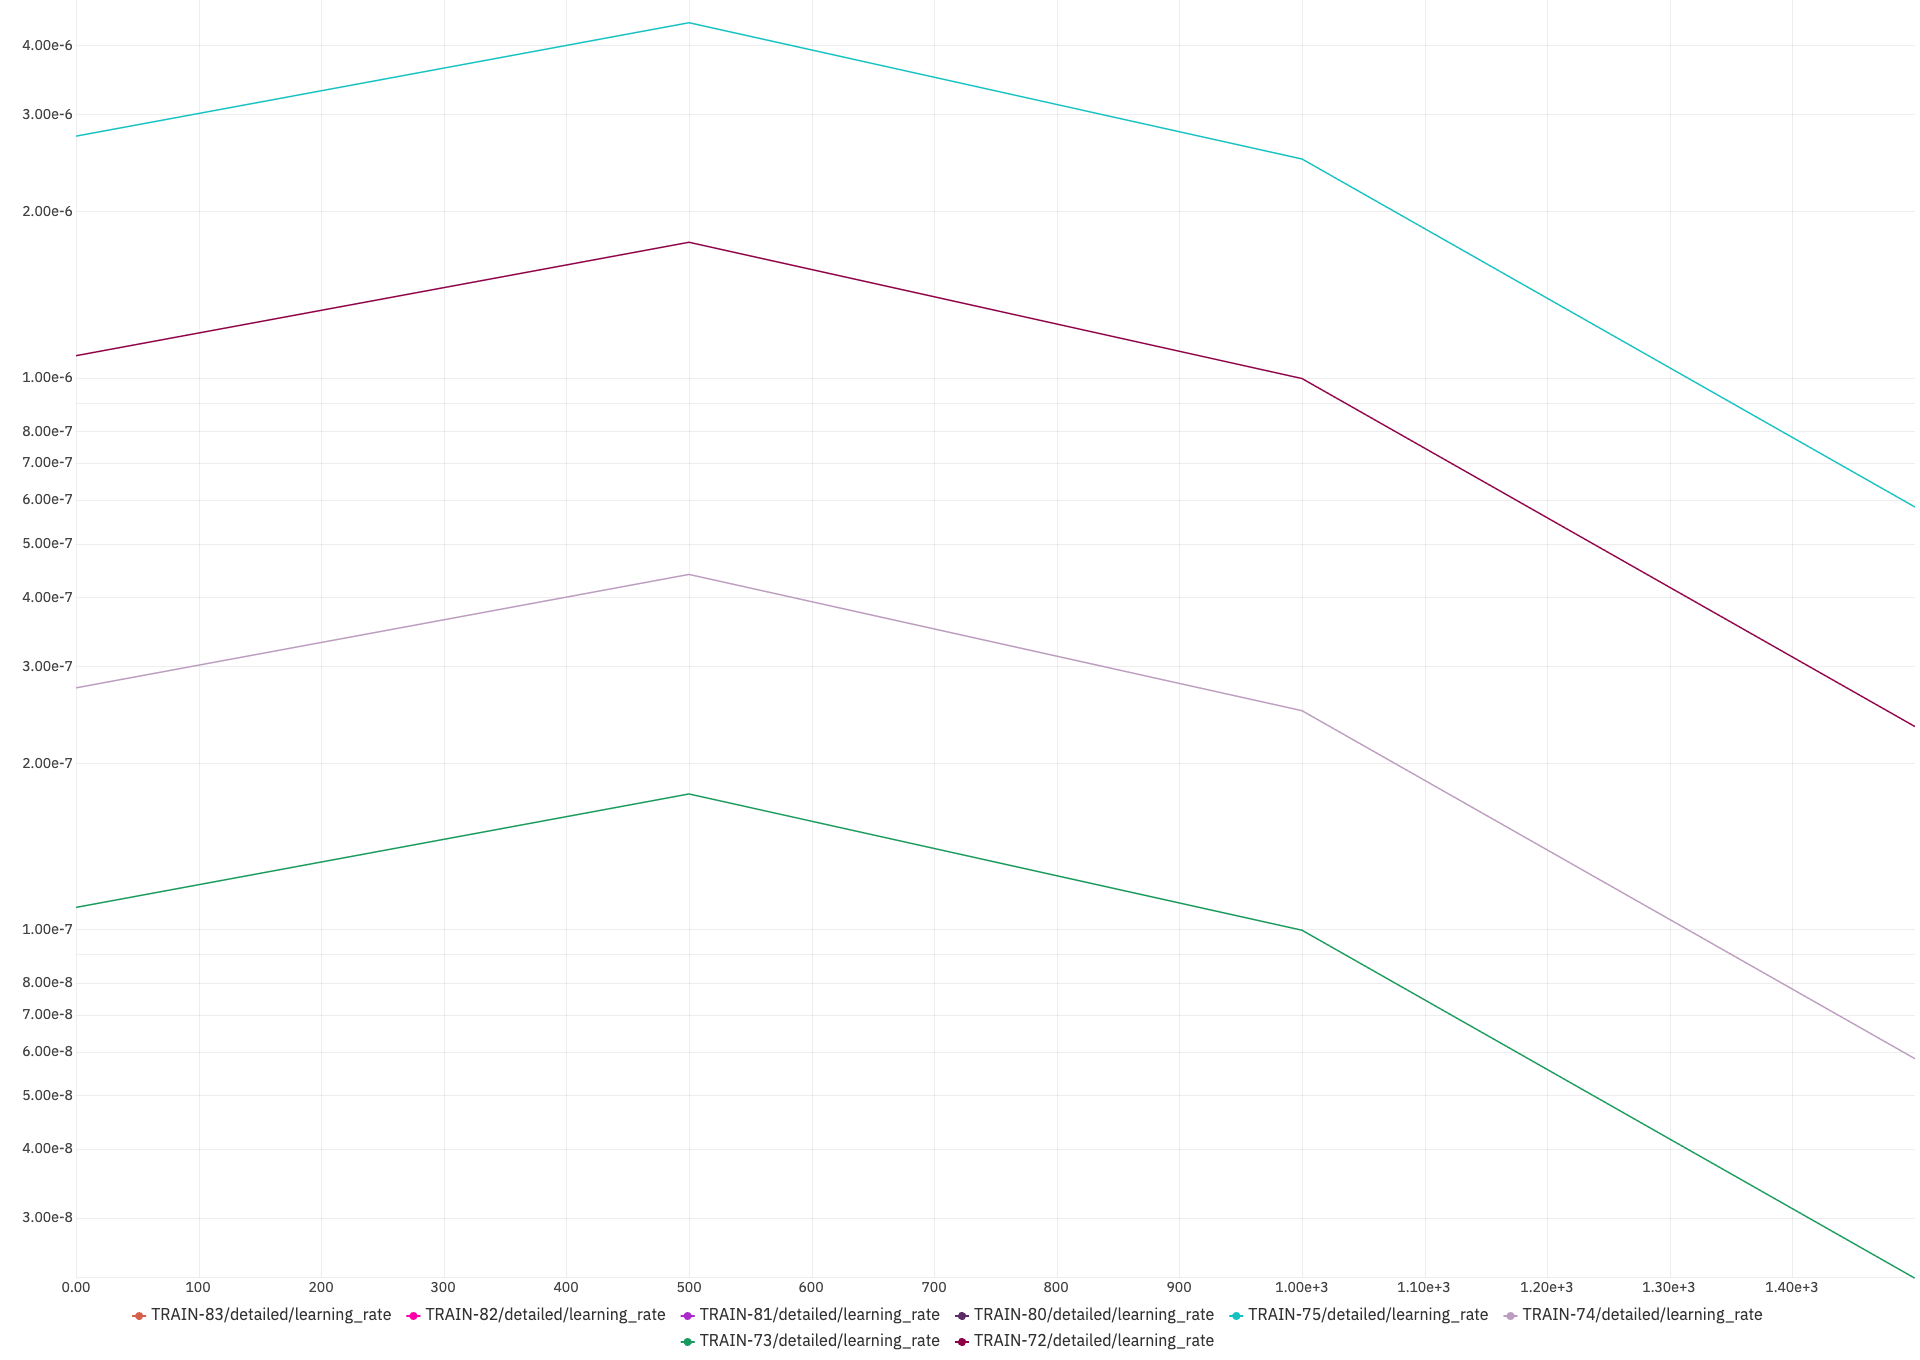 4.00e-6
3.00e-6
2.00e-6
1.00e-6
8.00e-7
7.00e-7
6.00e-7
5.00e-7
4.00e-7
3.00e-7
2.00e-7
1.00e-7
8.00e-8
7.00e-8
6.00e-8
5.00e-8
4.00e-8
3.00e-8
0.00 100 200 300 400 500 600 700 800 900 1.00e+3 1.10e+3 1.20e+3 1.30e+3 1.40e+3
TRAIN-83/detailed/learning_rate TRAIN-82/detailed/learning_rate TRAIN-81/detailed/learning_rate TRAIN-80/detailed/learning_rate TRAIN-75/detailed/learning_rate TRAIN-74/detailed/learning_rate
TRAIN-73/detailed/learning_rate TRAIN-72/detailed/learning_rate